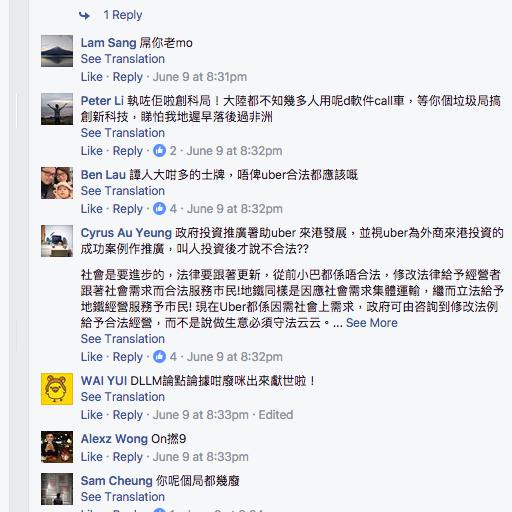 1 Reply
Lam Sang 屌你老mo
See Translation
Like · Reply · June 9 at 8:31pm
Peter Li 執咗佢啦創科局！大陸都不知幾多人用呢d軟件call車，等你個垃圾局搞
創新科技，睇怕我地遲早落後過非洲
See Translation
Like · Reply · 2 · June 9 at 8:32pm
Ben Lau 譚人大咁多的士牌，唔俾uber合法都應該嘅
See Translation
Like · Reply · 4 · June 9 at 8:32pm
Cyrus Au Yeung 政府投資推廣署助uber 來港發展，並視uber為外商來港投資的
成功案例作推廣，叫人投資後才說不合法??
社會是要進步的，法律要跟著更新，從前小巴都係唔合法，修改法律給予經營者
跟著社會需求而合法服務市民!地鐵同樣是因應社會需求集體運輸，繼而立法給予
地鐵經營服務予市民! 現在Uber都係因需社會上需求，政府可由咨詢到修改法例
給予合法經營，而不是說做生意必須守法云云。... See More
See Translation
Like · Reply · 4 · June 9 at 8:32pm
WAI YUI DLLM論點論據咁廢咪出來獻世啦！
See Translation
Like · Reply · June 9 at 8:33pm · Edited
Alexz Wong On撚9
Like · Reply · June 9 at 8:33pm
Sam Cheung 你呢個局都幾廢
See Translation